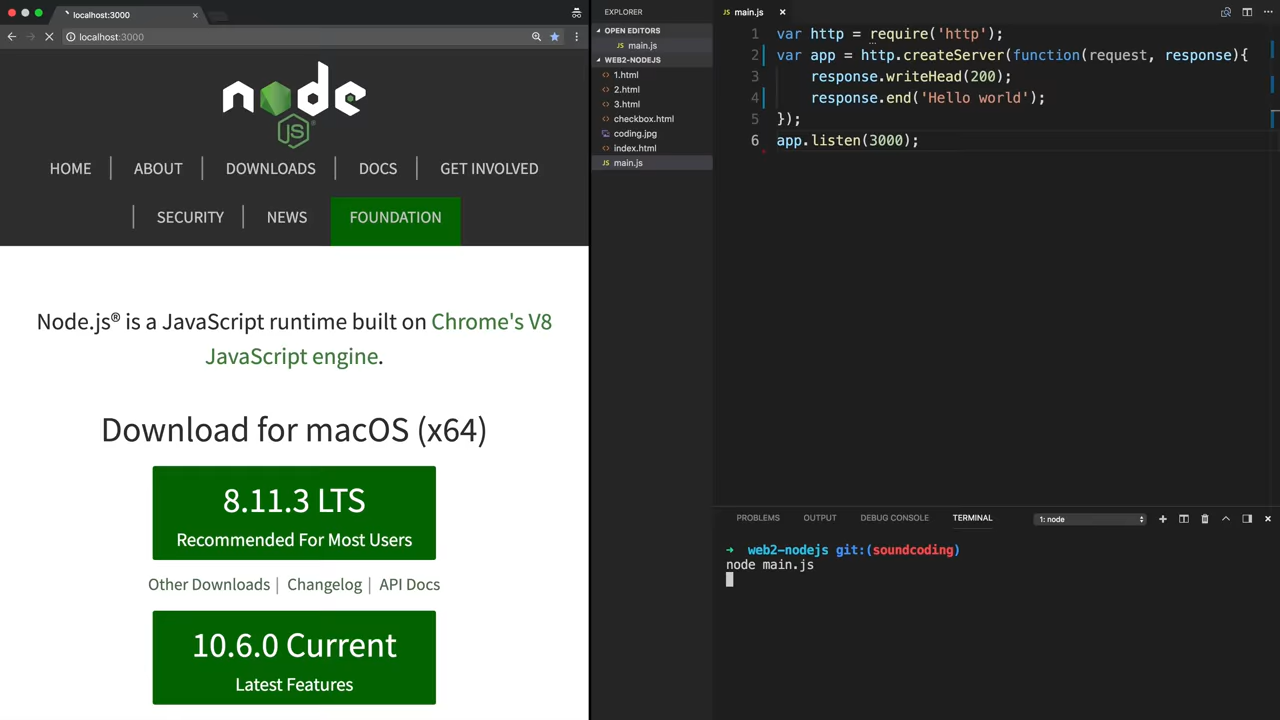 localhost:3000
localhost:3000
node
JS
HOME
ABOUT
DOWNLOADS
DOCS
GET INVOLVED
SECURITY
NEWS
FOUNDATION
Node.js® is a JavaScript runtime built on Chrome's V8
JavaScript engine.
Download for macOS (x64)
8.11.3 LTS
Recommended For Most Users
Other Downloads | Changelog | API Docs
10.6.0 Current
Latest Features
EXPLORER
OPEN EDITORS
JS main.js
WEB2-NODEJS
<> 1.html
<> 2.html
<> 3.html
<> checkbox.html
coding.jpg
<> index.html
JS main.js
JS main.js
1 var http = require('http');
2 var app = http.createServer(function(request, response){
3 response.writeHead(200);
4 response.end('Hello world');
5 });
6 app.listen(3000);
PROBLEMS
OUTPUT
DEBUG CONSOLE
TERMINAL
1: node
→ web2-nodejs git:(soundcoding)
node main.js